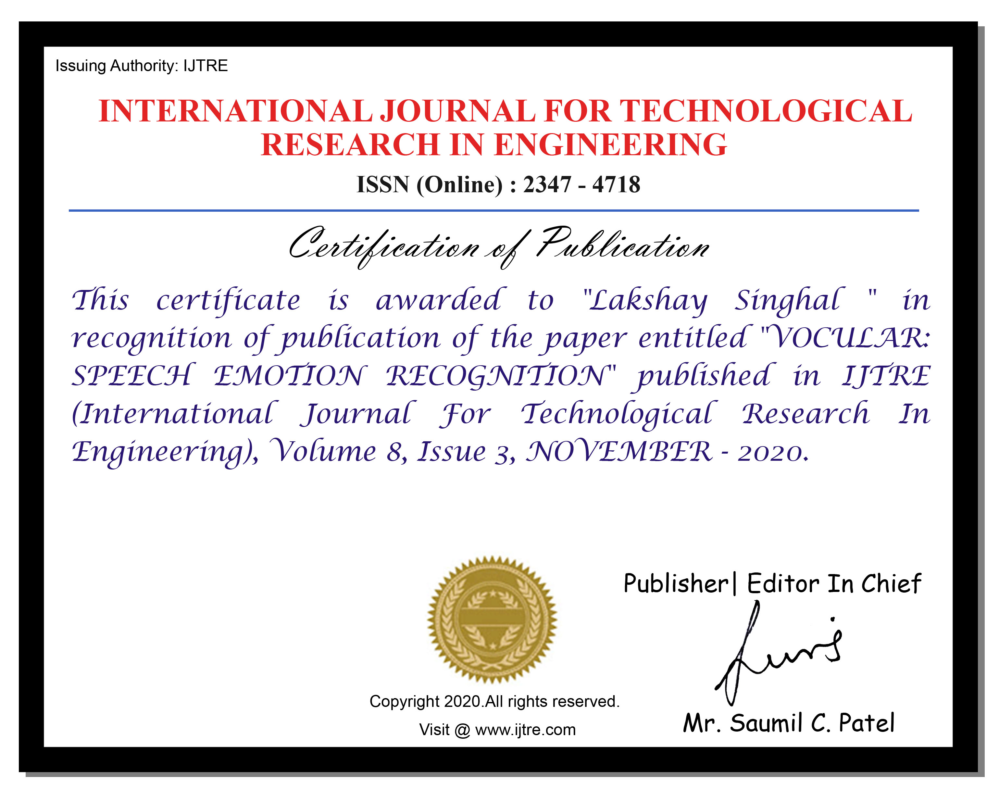 Issuing Authority: IJTRE
INTERNATIONAL JOURNAL FOR TECHNOLOGICAL
RESEARCH IN ENGINEERING
ISSN (Online) : 2347 - 4718
Certification of Publication
This certificate is awarded to "Lakshay Singhal " in
recognition of publication of the paper entitled "VOCULAR:
SPEECH EMOTION RECOGNITION" published in IJTRE
(International Journal For Technological Research In
Engineering), Volume 8, Issue 3, NOVEMBER - 2020.
Publisher| Editor In Chief
Copyright 2020.All rights reserved.
Visit @ www.ijtre.com
Mr. Saumil C. Patel